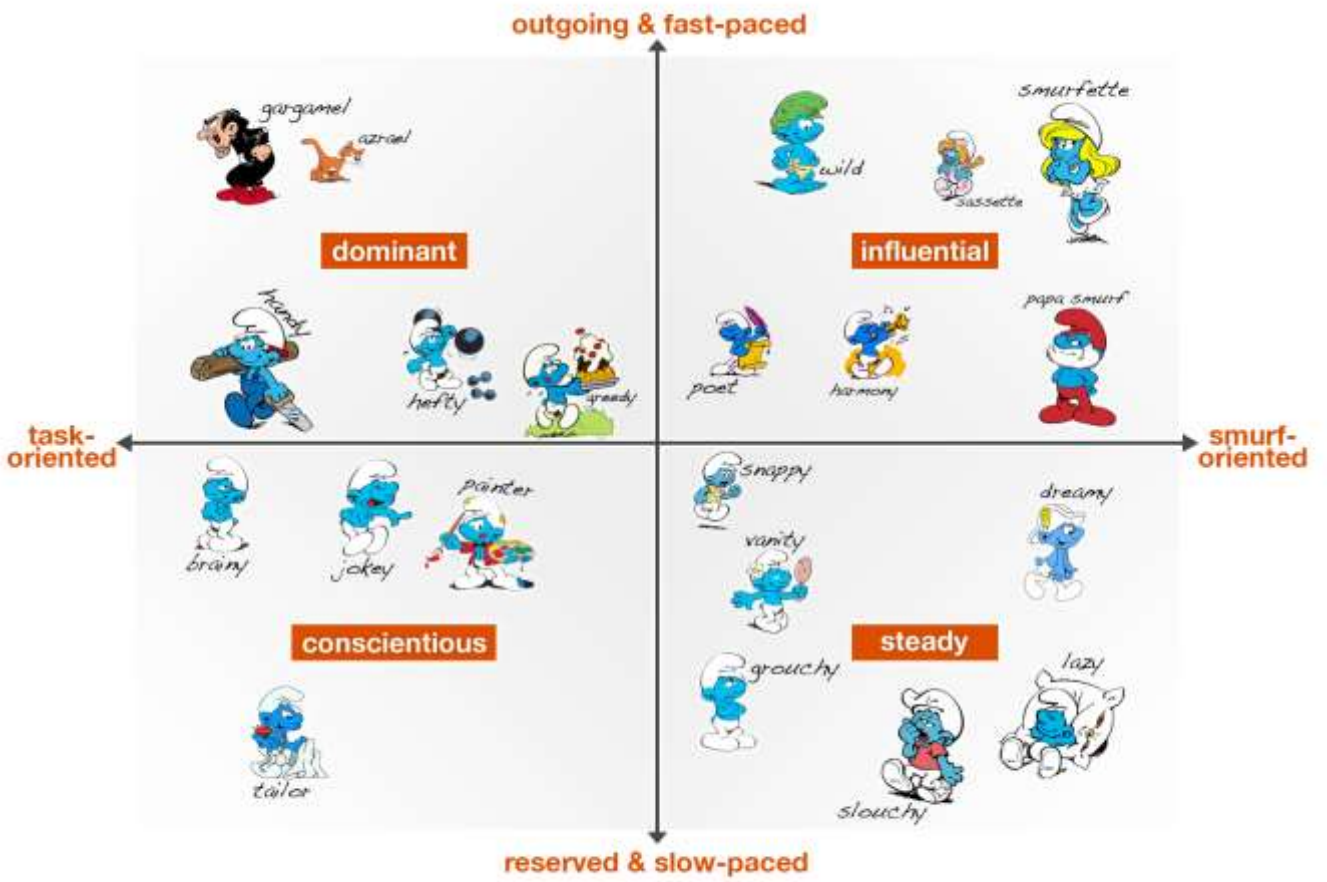 outgoing & fast-paced
gargamel
azrael
wild
sassette
smurfette
dominant
influential
handy
hefty
greedy
poet
harmony
papa smurf
task-
oriented
smurf-
oriented
brainy
jokey
painter
snappy
vanity
dreamy
conscientious
steady
tailor
grouchy
slouchy
lazy
reserved & slow-paced